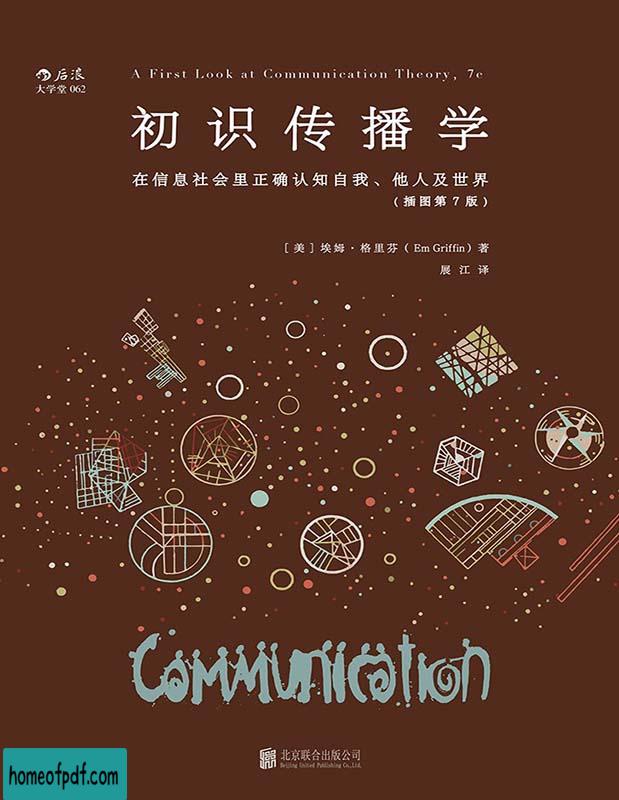 后浪
大学堂 062
A First Look at Communication Theory, 7e
初识传播学
在信息社会里正确认知自我、他人及世界
(插图第7版)
[美]埃姆·格里芬(Em Griffin)著
展江 译
Communication
北京联合出版公司
Beijing United Publishing Co.,Ltd.
homeofpdf.com